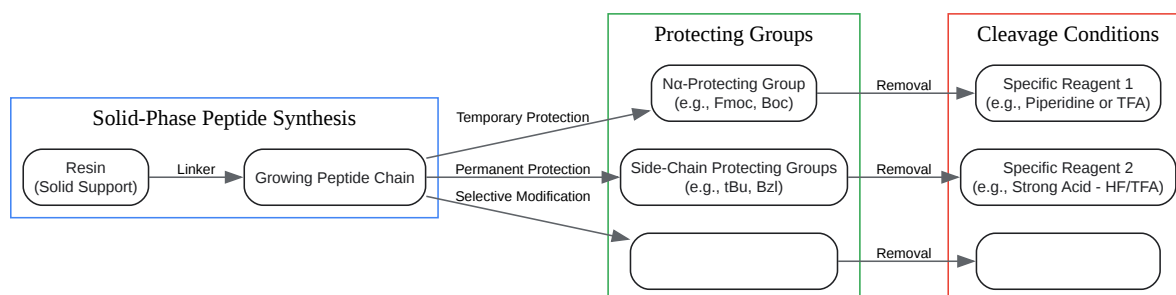 Solid-Phase Peptide Synthesis
Resin
(Solid Support)
Linker
Growing Peptide Chain
Temporary Protection
Permanent Protection
Selective Modification
Protecting Groups
Nα-Protecting Group
(e.g., Fmoc, Boc)
Side-Chain Protecting Groups
(e.g., tBu, Bzl)
Removal
Removal
Removal
Cleavage Conditions
Specific Reagent 1
(e.g., Piperidine or TFA)
Specific Reagent 2
(e.g., Strong Acid - HF/TFA)